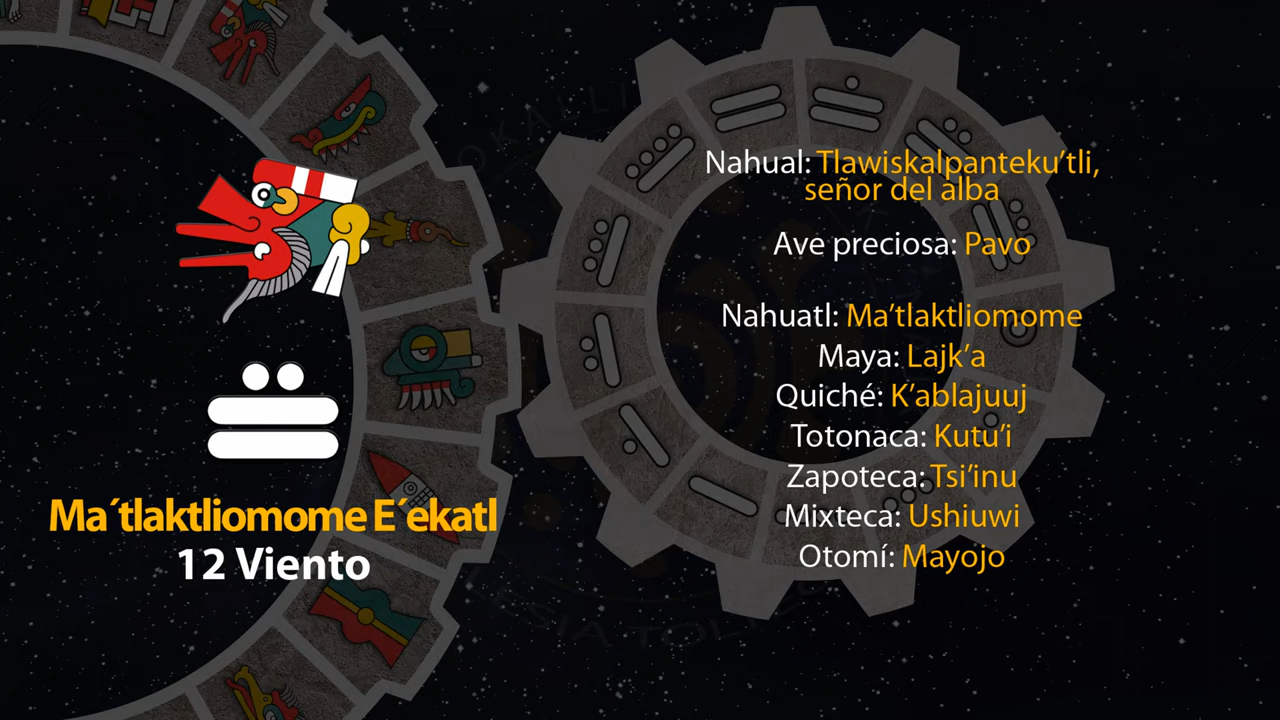 Ma´tlaktliomome E´ekatl
12 Viento
Nahual: Tlawiskalpanteku’tli,
señor del alba
Ave preciosa: Pavo
Nahuatl: Ma’tlaktliomome
Maya: Lajk’a
Quiché: K’ablajuuj
Totonaca: Kutu’i
Zapoteca: Tsi’inu
Mixteca: Ushiuwi
Otomí: Mayojo